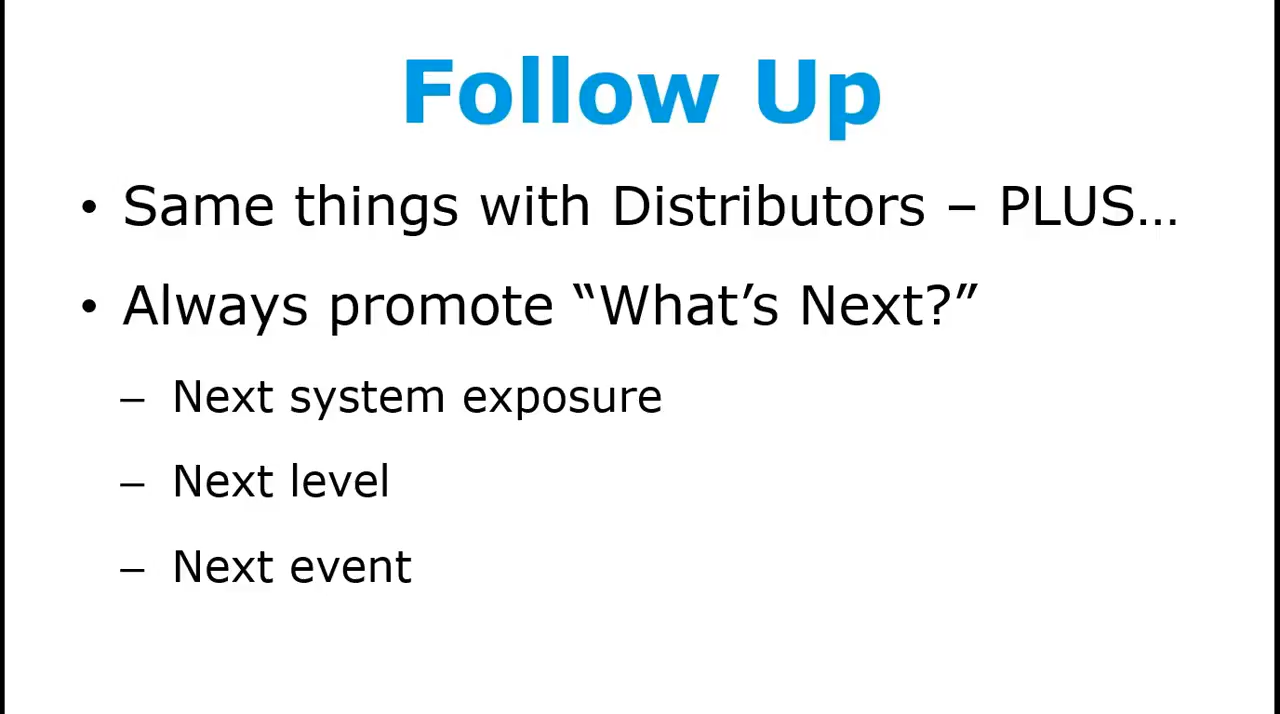 Follow Up
• Same things with Distributors – PLUS…
• Always promote “What’s Next?”
– Next system exposure
– Next level
– Next event